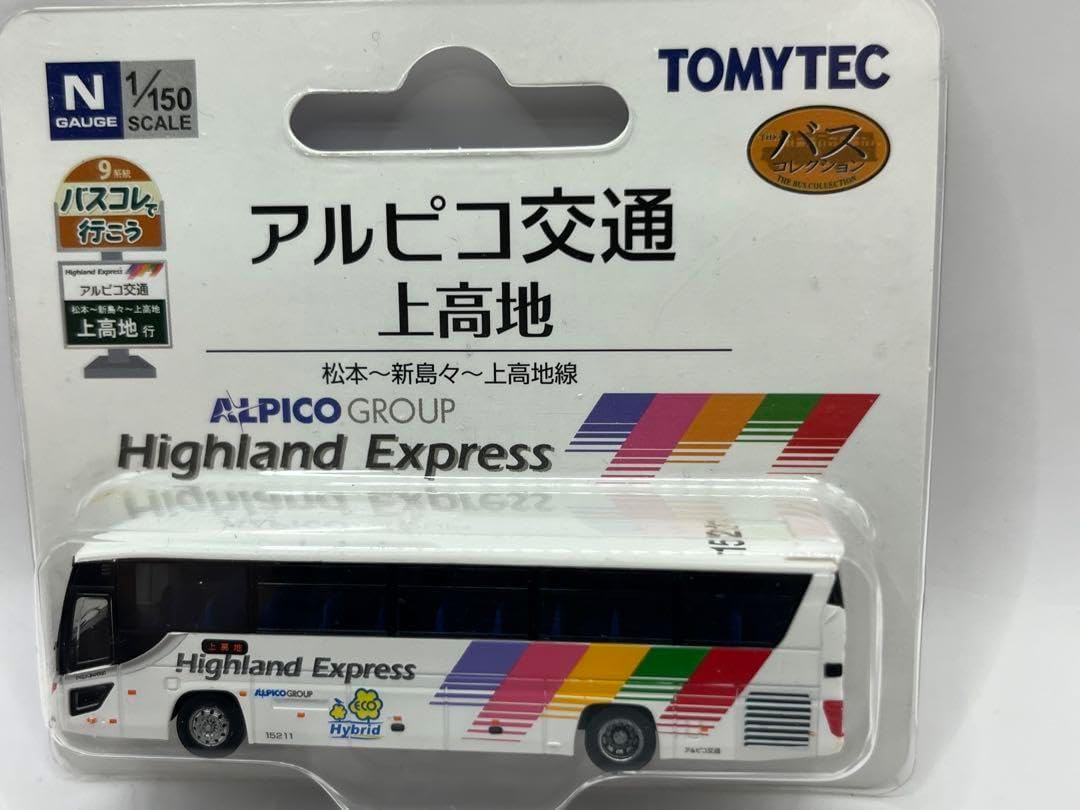 N
GAUGE
1/150
SCALE
TOMYTEC
THE
バス
コレクション
THE BUS COLLECTION
9系統
バスコレで
行こう
Highland Express
アルピコ交通
松本～新島々～上高地
上高地 行
アルピコ交通
上高地
松本～新島々～上高地線
ALPICO GROUP
Highland Express
上高地
Highland Express
ALPICO GROUP
ECO
Hybrid
15211
アルピコ交通